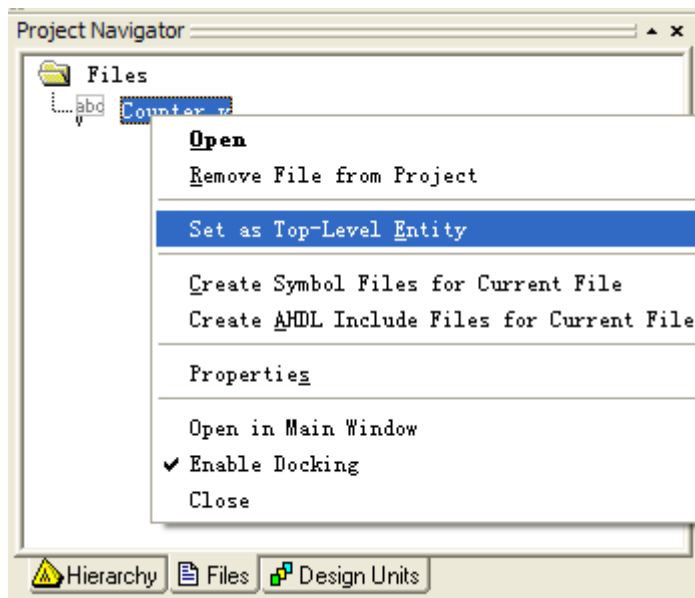 Project Navigator
Files
abd
Counter.v
Open
Remove File from Project
Set as Top-Level Entity
Create Symbol Files for Current File
Create AHDL Include Files for Current File
Properties
Open in Main Window
Enable Docking
Close
Hierarchy Files Design Units